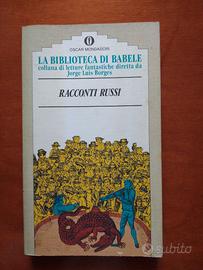 OSCAR MONDADORI
LA BIBLIOTECA DI BABELE
collana di letture fantastiche diretta da
Jorge Luis Borges
RACCONTI RUSSI
subito